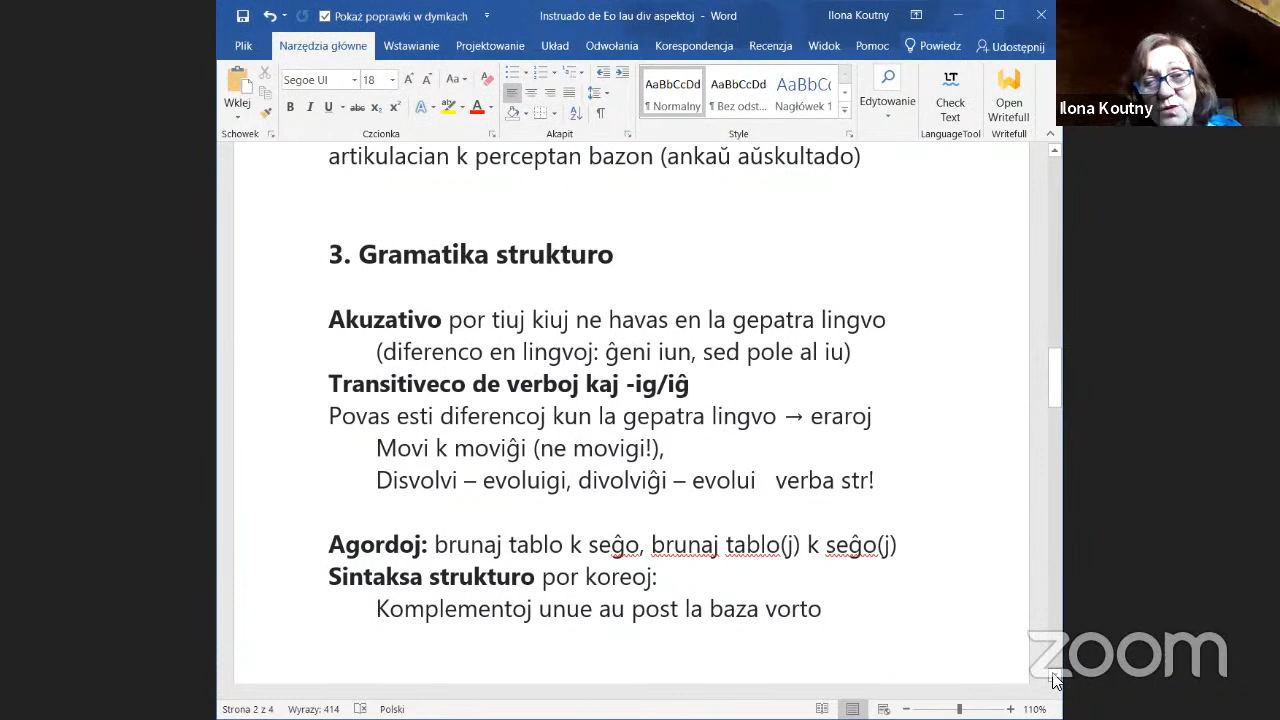 Pokaż poprawki w dymkach
Instruado de Eo lau div aspektoj - Word
Ilona Koutny
Plik
Narzędzia główne
Wstawianie
Projektowanie
Układ
Odwołania
Korespondencja
Recenzja
Widok
Pomoc
Powiedz
Udostępnij
Wklej
Schowek
Segoe UI
18
Czcionka
Akapit
AaBbCcDd
¶ Normalny
AaBbCcDd
¶ Bez odst...
AaBbCc
Nagłówek 1
Style
Edytowanie
LT
Check
Text
LanguageTool
Open
Writefull
Writefull
Ilona Koutny
artikulacian k perceptan bazon (ankaŭ aŭskultado)
3. Gramatika strukturo
Akuzativo por tiuj kiuj ne havas en la gepatra lingvo
(diferenco en lingvoj: ĝeni iun, sed pole al iu)
Transitiveco de verboj kaj -ig/iĝ
Povas esti diferencoj kun la gepatra lingvo → eraroj
Movi k moviĝi (ne movigi!),
Disvolvi – evoluigi, divolviĝi – evolui verba str!
Agordoj: brunaj tablo k seĝo, brunaj tablo(j) k seĝo(j)
Sintaksa strukturo por koreoj:
Komplementoj unue au post la baza vorto
zoom
Strona 2 z 4
Wyrazy: 414
Polski
110%